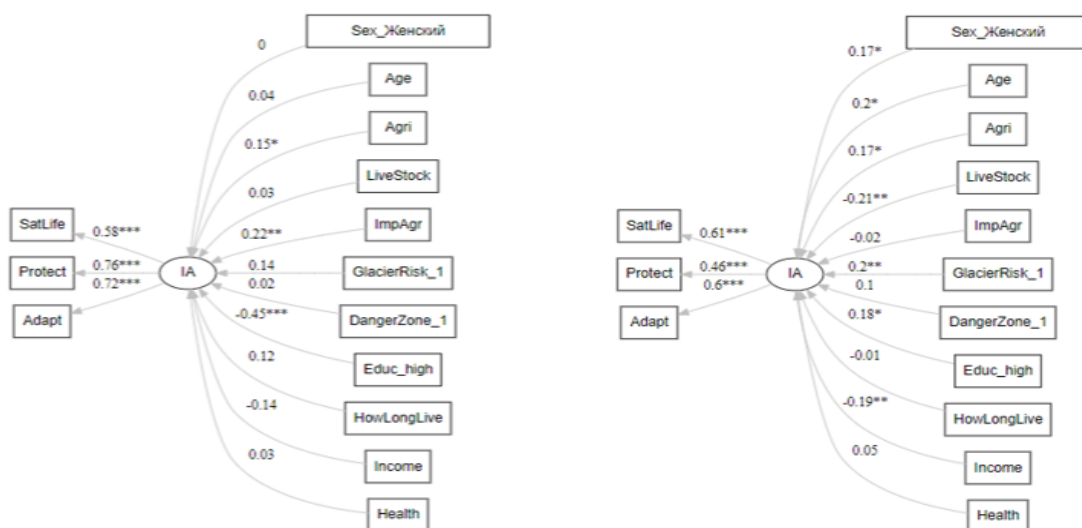 Sex_Женский
0
Age
0.04
Agri
0.15*
LiveStock
0.03
SatLife
0.58***
ImpAgr
0.22**
Protect
0.76***
IA
0.14
GlacierRisk_1
0.72***
0.02
Adapt
DangerZone_1
-0.45***
Educ_high
0.12
HowLongLive
-0.14
Income
0.03
Health
Sex_Женский
0.17*
Age
0.2*
Agri
0.17*
LiveStock
-0.21**
SatLife
0.61***
ImpAgr
-0.02
Protect
0.46***
IA
0.2**
GlacierRisk_1
0.6***
0.1
Adapt
DangerZone_1
0.18*
Educ_high
-0.01
HowLongLive
-0.19**
Income
0.05
Health